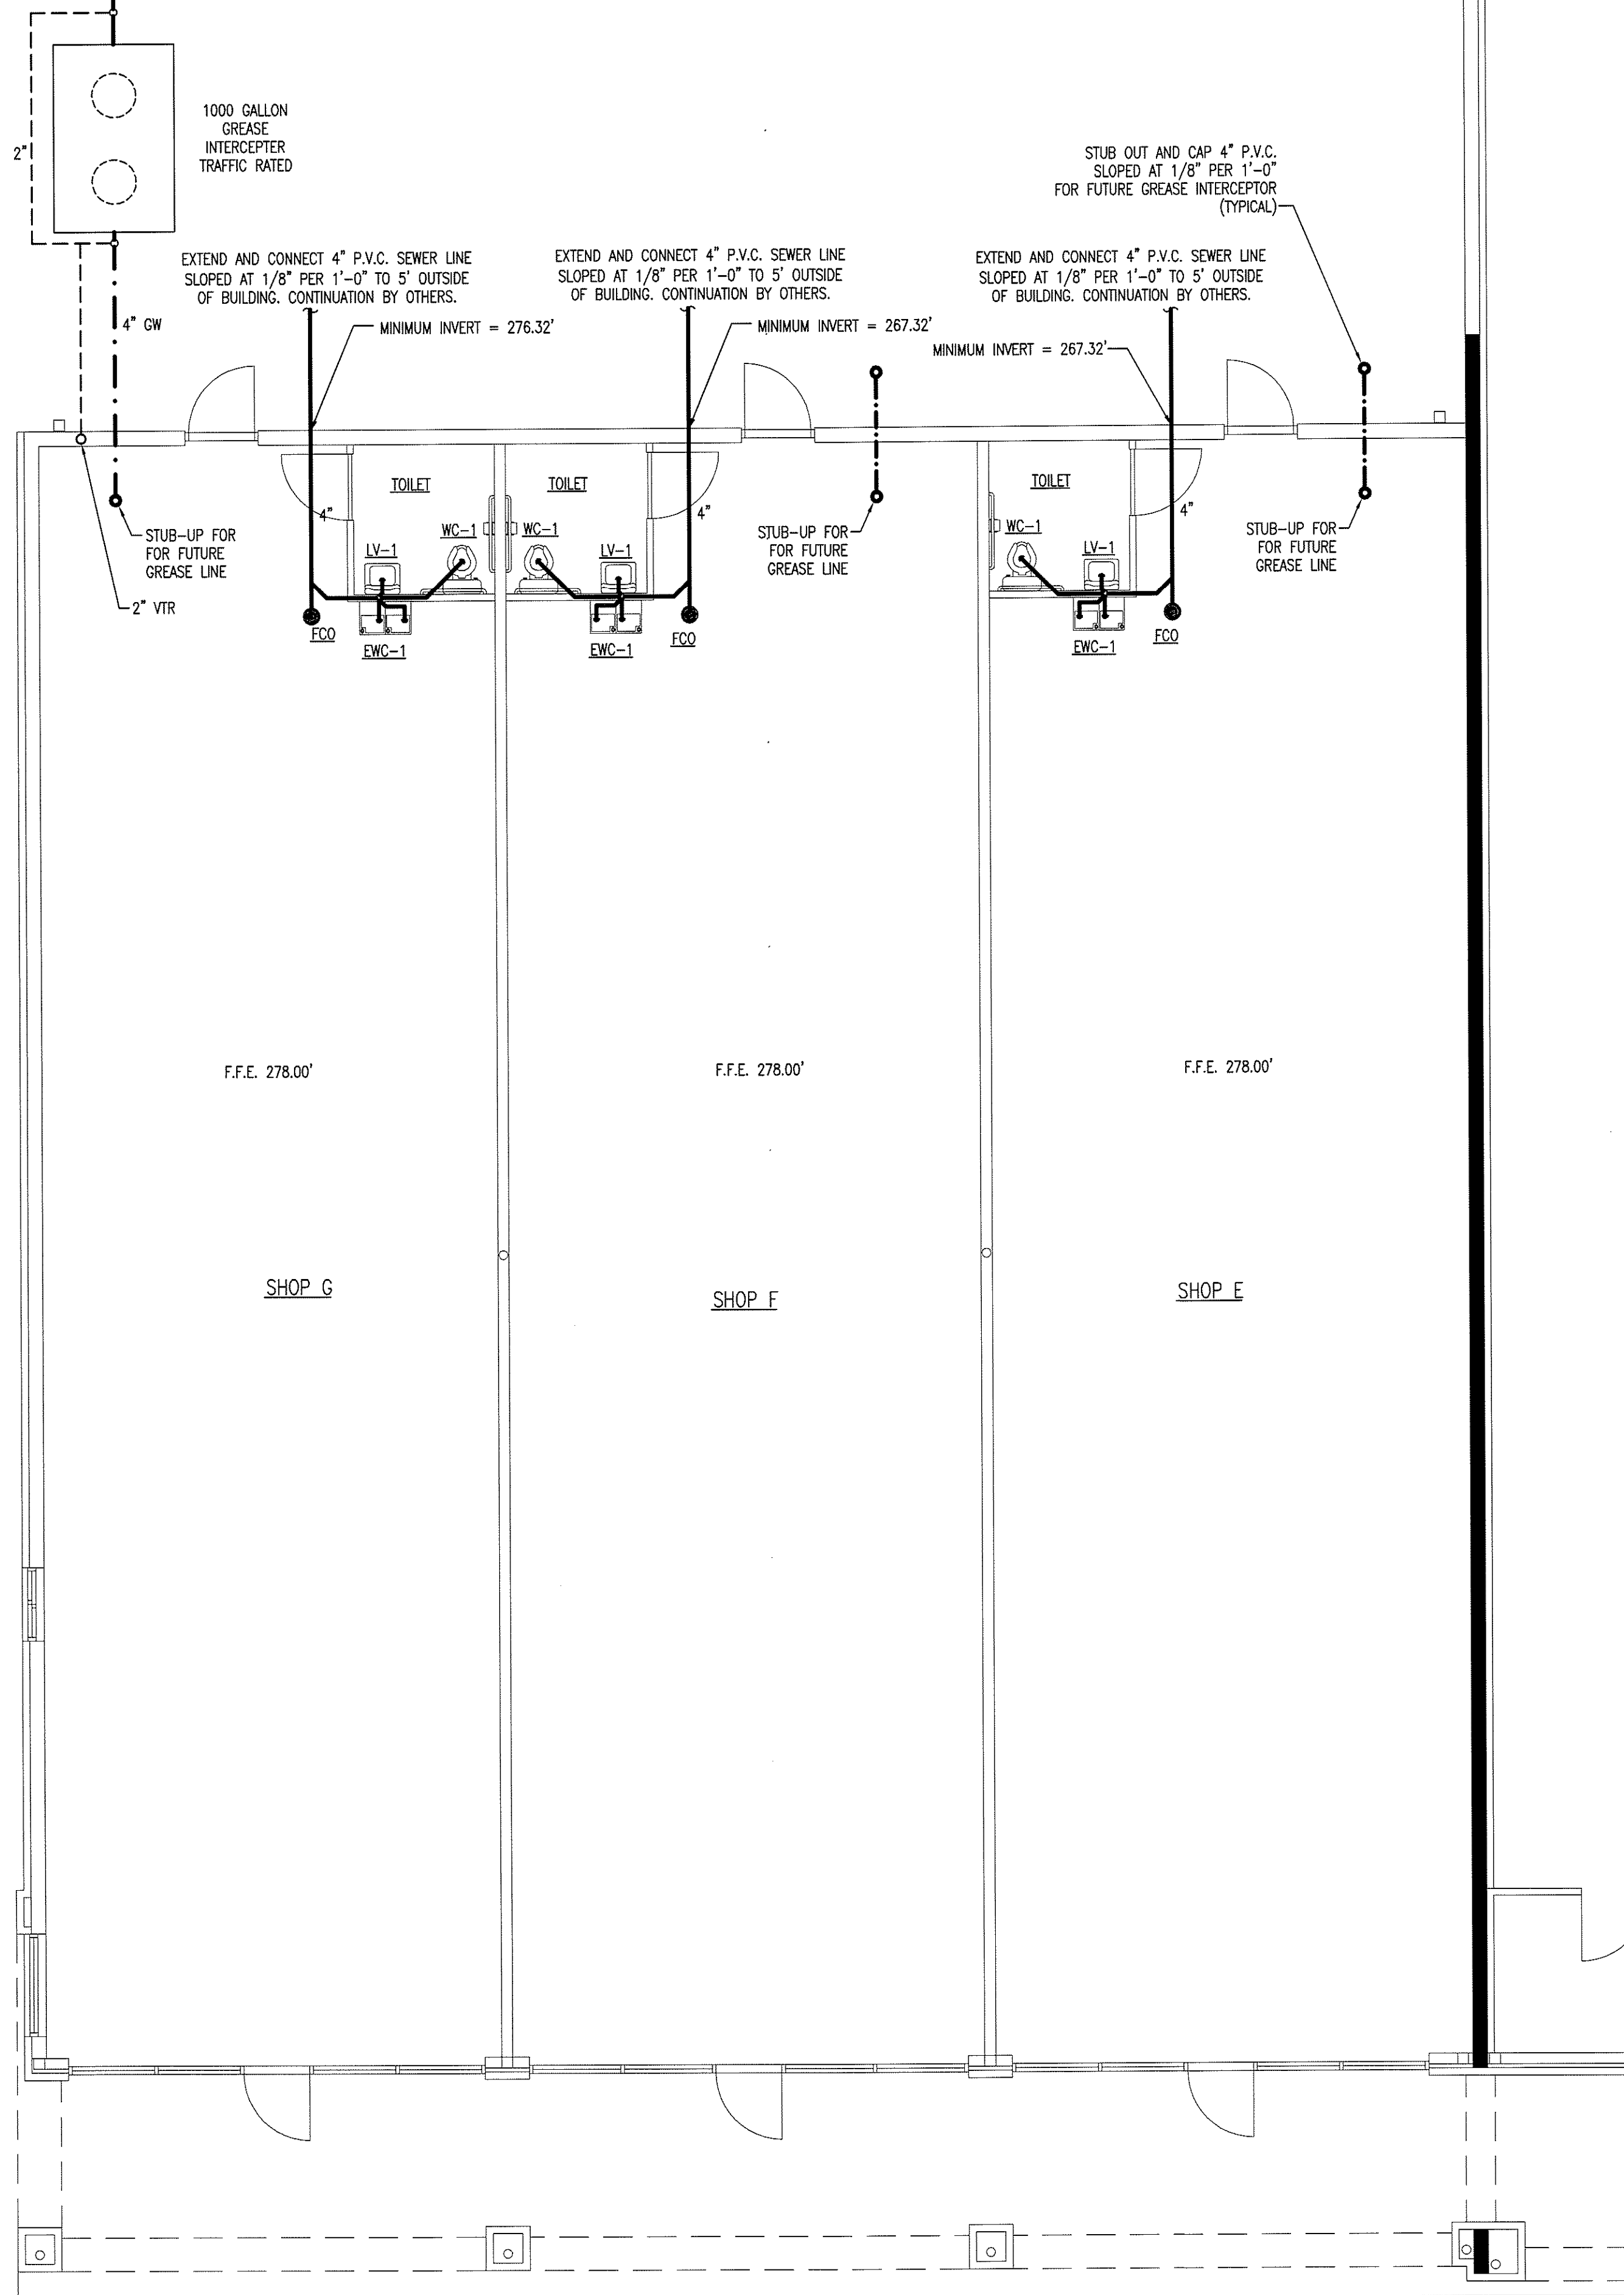 1000 GALLON
GREASE
INTERCEPTER
TRAFFIC RATED
2"
STUB OUT AND CAP 4" P.V.C.
SLOPED AT 1/8" PER 1'-0"
FOR FUTURE GREASE INTERCEPTOR
(TYPICAL)
EXTEND AND CONNECT 4" P.V.C. SEWER LINE
SLOPED AT 1/8" PER 1'-0" TO 5' OUTSIDE
OF BUILDING. CONTINUATION BY OTHERS.
EXTEND AND CONNECT 4" P.V.C. SEWER LINE
SLOPED AT 1/8" PER 1'-0" TO 5' OUTSIDE
OF BUILDING. CONTINUATION BY OTHERS.
EXTEND AND CONNECT 4" P.V.C. SEWER LINE
SLOPED AT 1/8" PER 1'-0" TO 5' OUTSIDE
OF BUILDING. CONTINUATION BY OTHERS.
4" GW
MINIMUM INVERT = 276.32'
MINIMUM INVERT = 267.32'
MINIMUM INVERT = 267.32'
TOILET
TOILET
TOILET
4"
4"
4"
WC-1
WC-1
WC-1
LV-1
LV-1
LV-1
STUB-UP FOR
FOR FUTURE
GREASE LINE
STUB-UP FOR
FOR FUTURE
GREASE LINE
STUB-UP FOR
FOR FUTURE
GREASE LINE
2" VTR
FCO
EWC-1
EWC-1
FCO
EWC-1
FCO
F.F.E. 278.00'
F.F.E. 278.00'
F.F.E. 278.00'
SHOP G
SHOP F
SHOP E